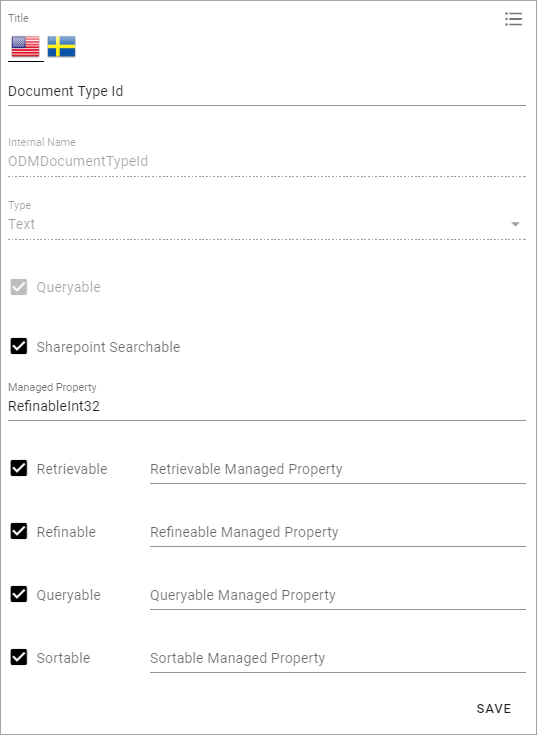 Title
Document Type Id
Internal Name
ODMDocumentTypeId
Type
Text
Queryable
Sharepoint Searchable
Managed Property
RefinableInt32
Retrievable Retrievable Managed Property
Refinable Refineable Managed Property
Queryable Queryable Managed Property
Sortable Sortable Managed Property
SAVE